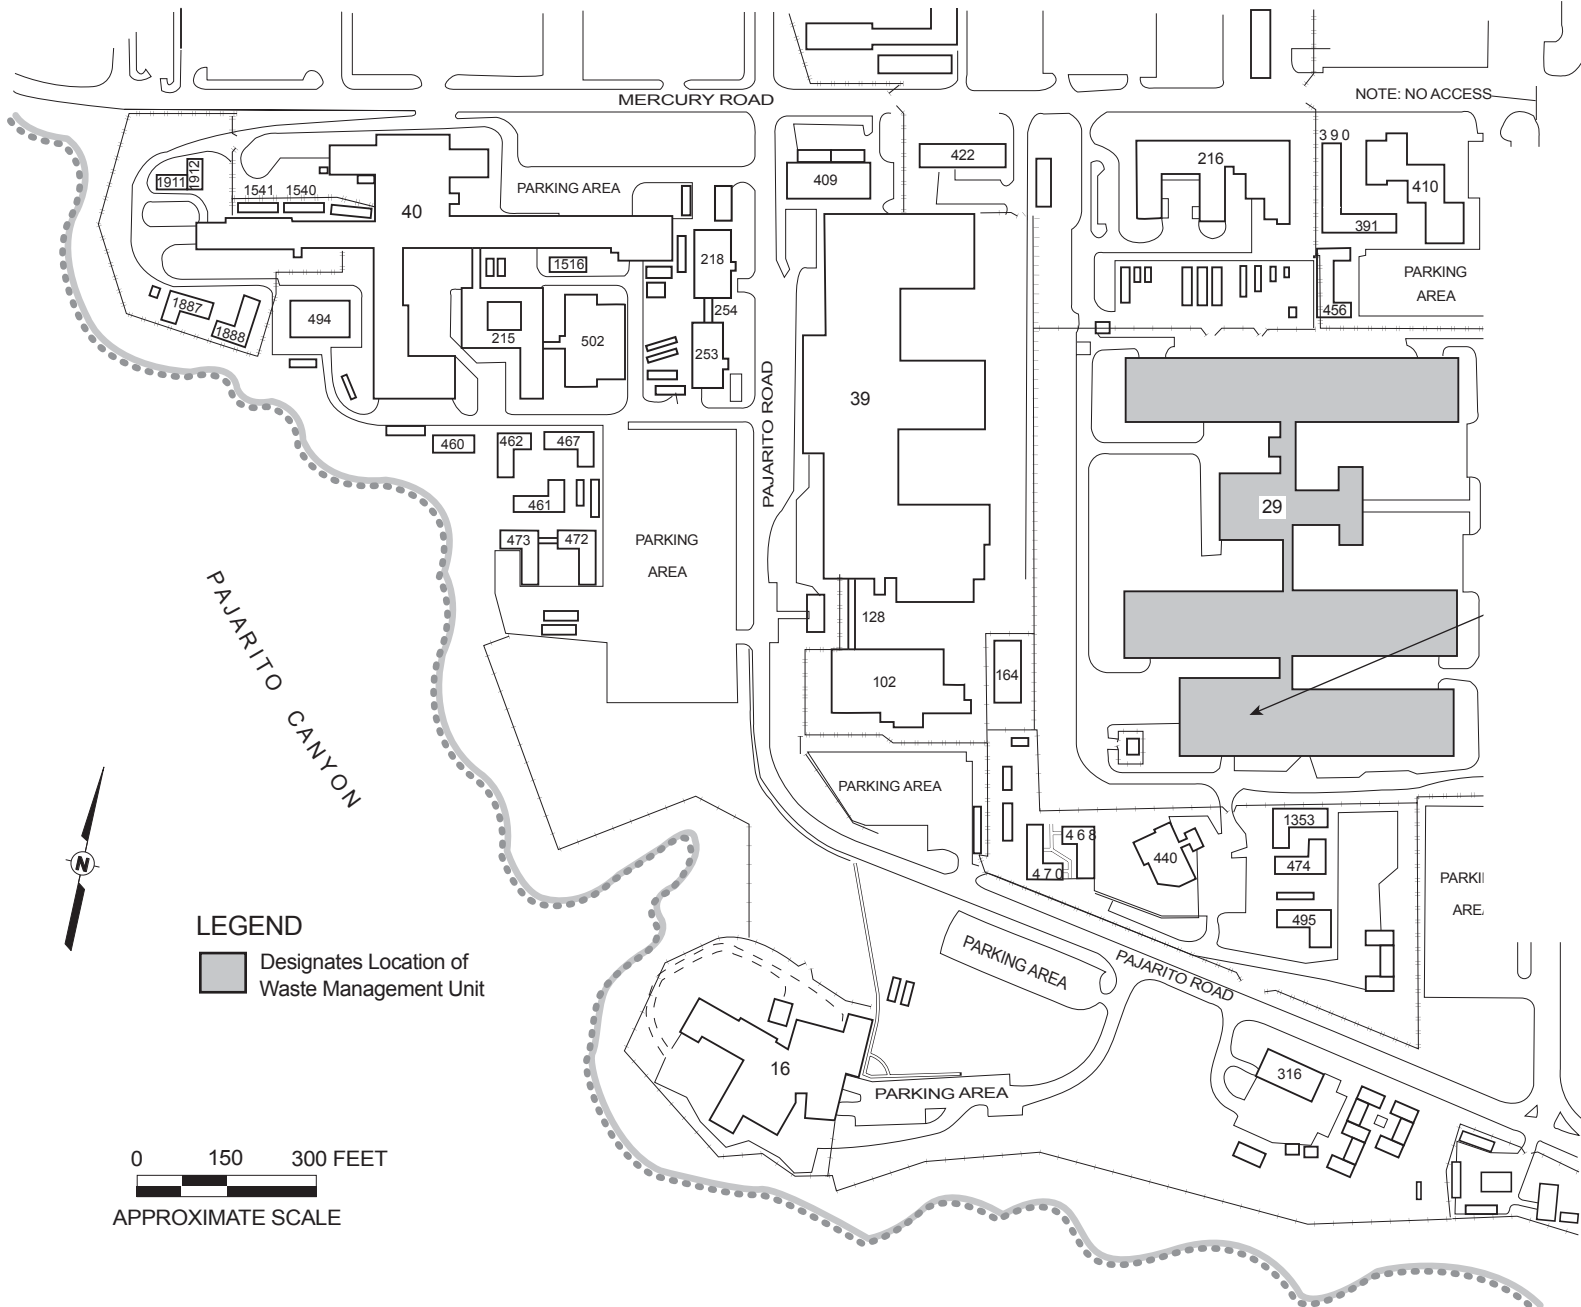 MERCURY ROAD
NOTE: NO ACCESS
390
422
216
409
410
1911
1912
1541
1540
PARKING AREA
40
391
218
1516
PARKING
AREA
1887
1888
494
254
456
215
502
253
PAJARITO ROAD
39
460
462
467
461
29
473
472
PARKING
AREA
128
PAJARITO CANYON
102
164
PARKING AREA
1353
468
440
474
470
PARKI
ARE
495
LEGEND
Designates Location of
Waste Management Unit
N
PARKING AREA
PAJARITO ROAD
16
316
PARKING AREA
0 150 300 FEET
APPROXIMATE SCALE